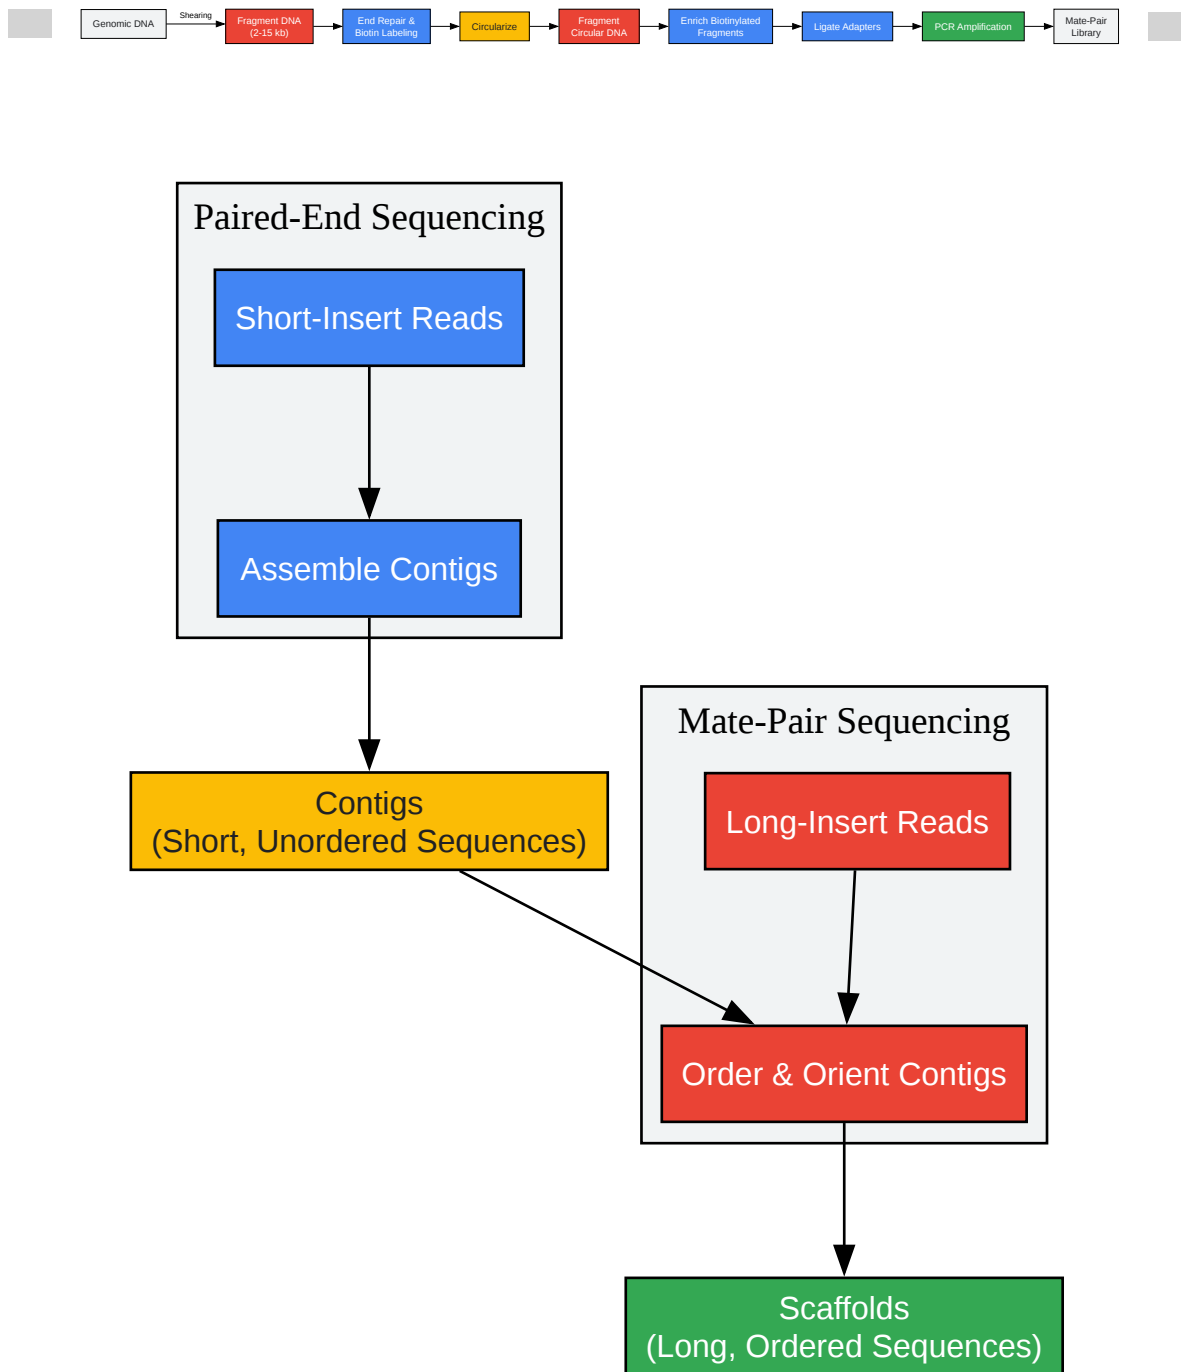 Genomic DNA
Shearing
Fragment DNA
(2-15 kb)
End Repair &
Biotin Labeling
Circularize
Fragment
Circular DNA
Enrich Biotinylated
Fragments
Ligate Adapters
PCR Amplification
Mate-Pair
Library
Paired-End Sequencing
Short-Insert Reads
Assemble Contigs
Contigs
(Short, Unordered Sequences)
Mate-Pair Sequencing
Long-Insert Reads
Order & Orient Contigs
Scaffolds
(Long, Ordered Sequences)